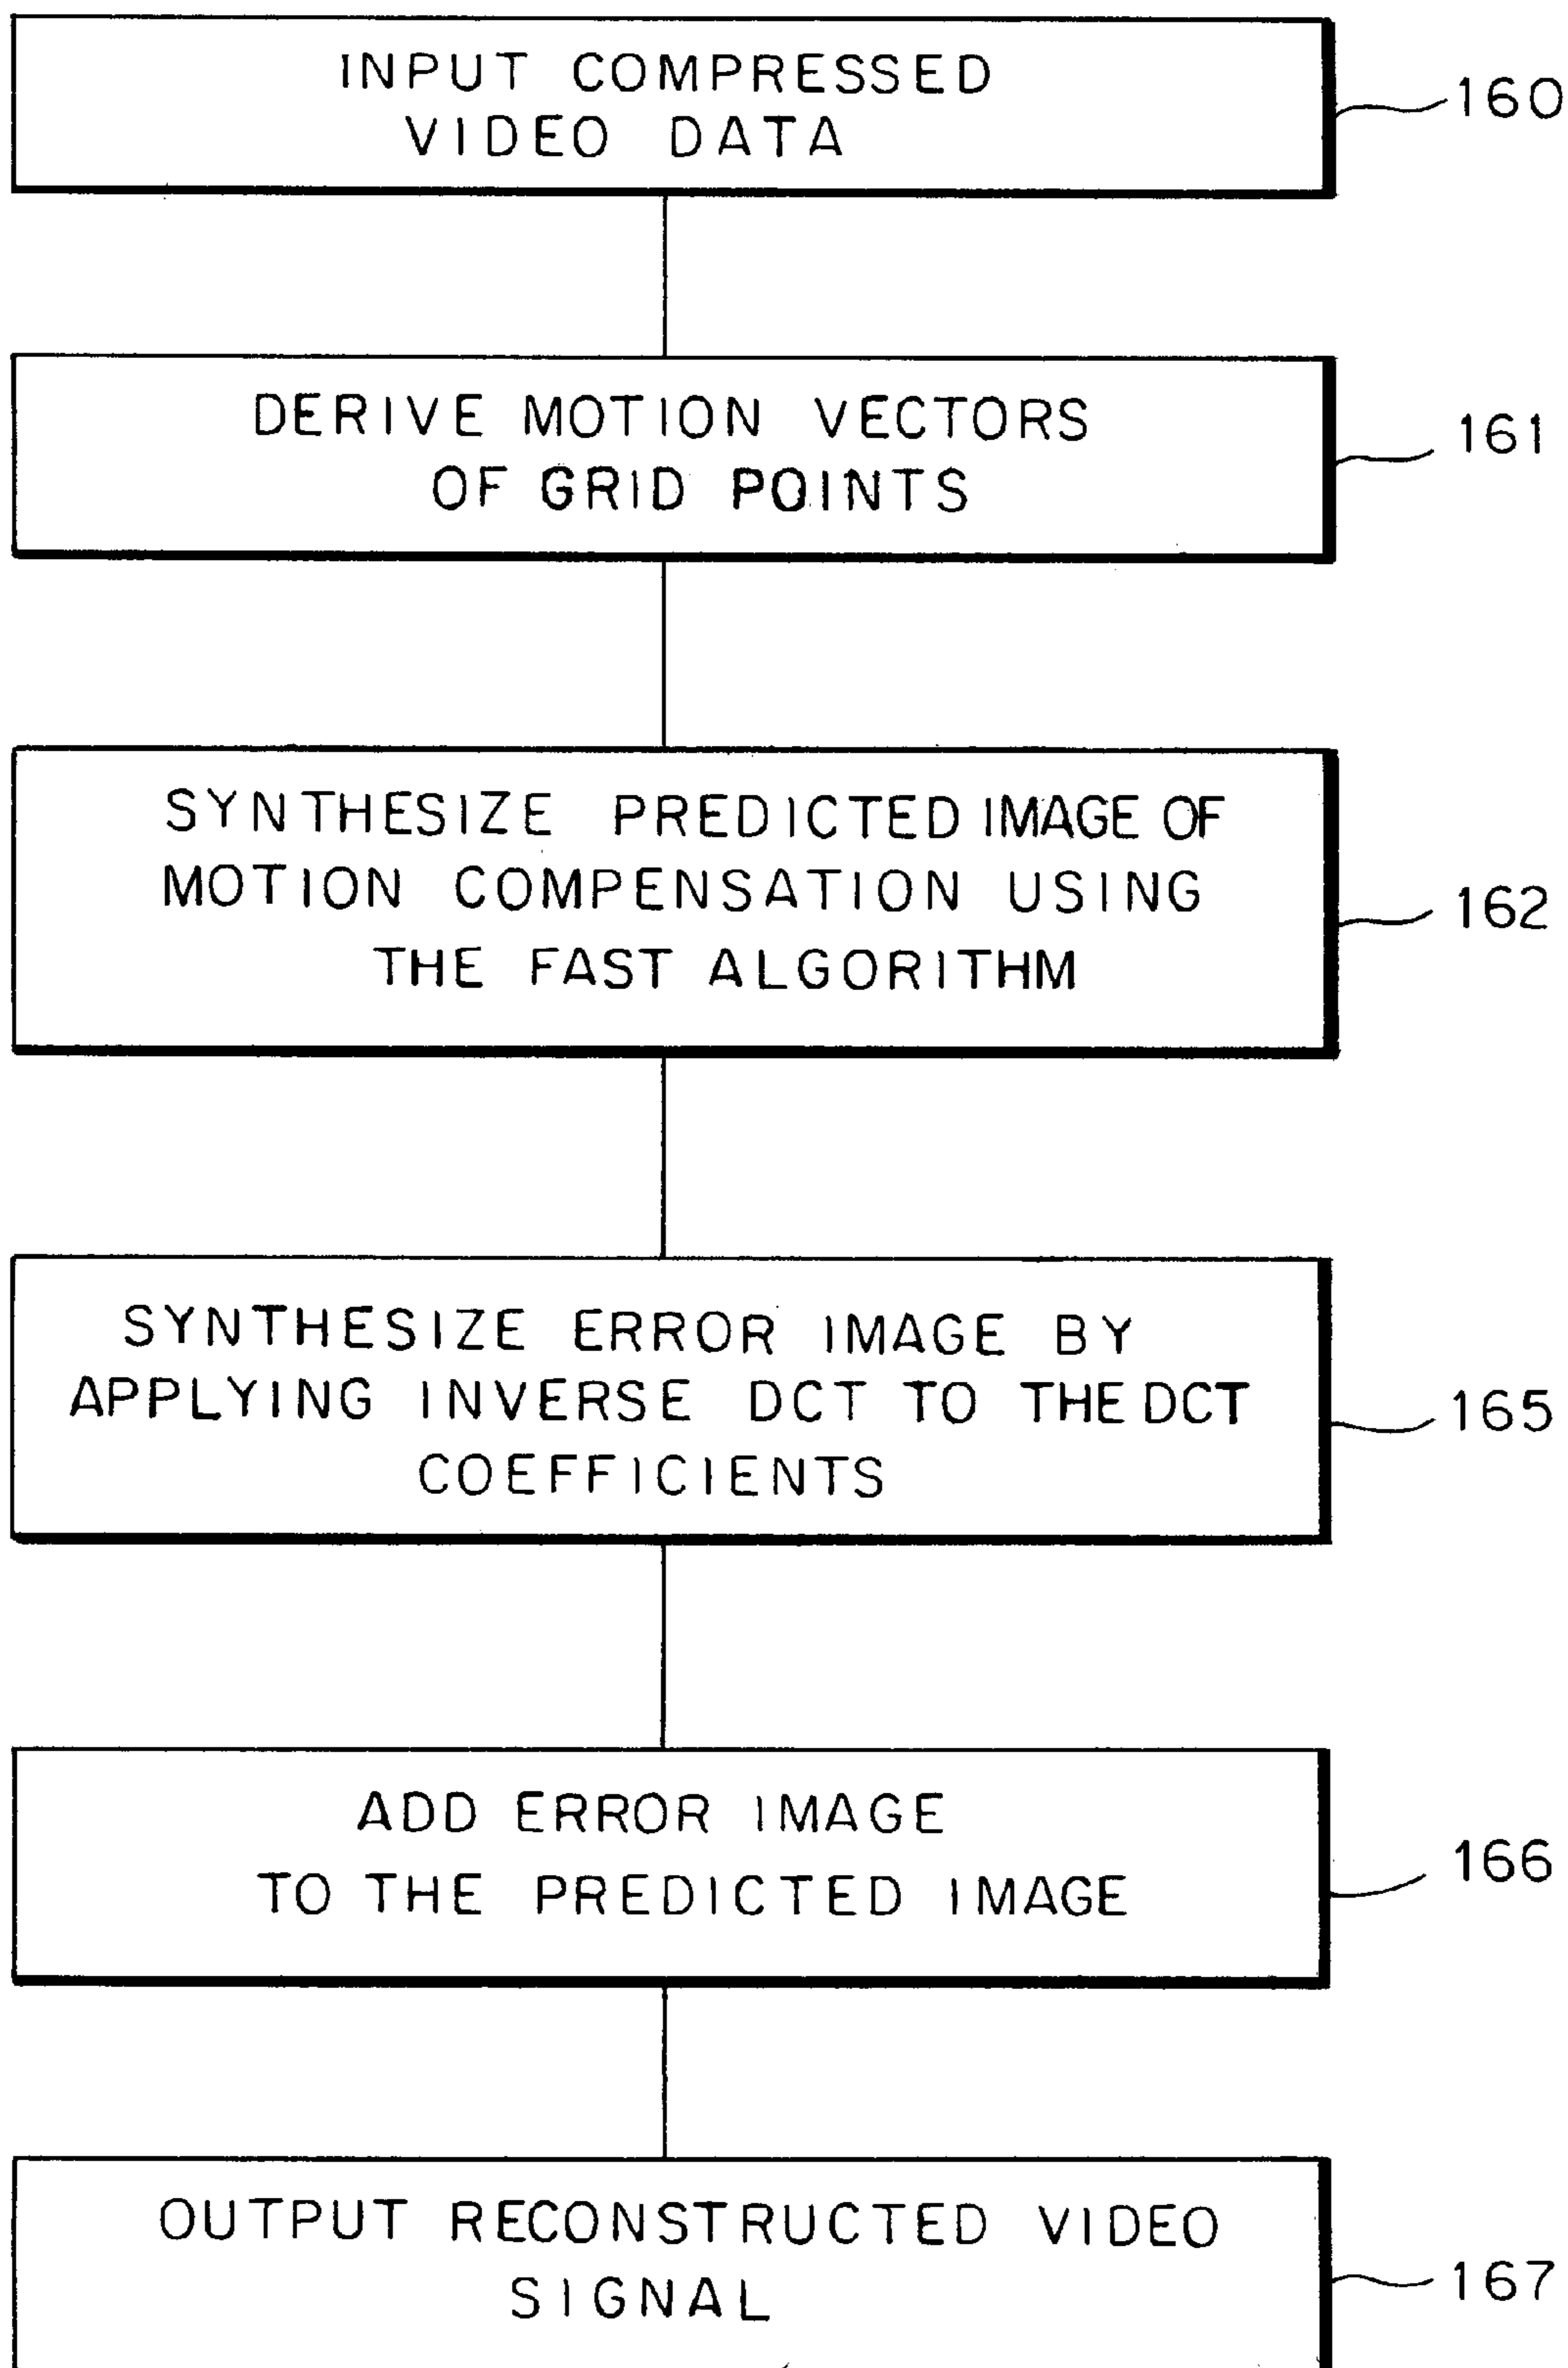 INPUT COMPRESSED
VIDEO DATA
160
DERIVE MOTION VECTORS
OF GRID POINTS
161
SYNTHESIZE PREDICTED IMAGE OF
MOTION COMPENSATION USING
THE FAST ALGORITHM
162
SYNTHESIZE ERROR IMAGE BY
APPLYING INVERSE DCT TO THE DCT
COEFFICIENTS
165
ADD ERROR IMAGE
TO THE PREDICTED IMAGE
166
OUTPUT RECONSTRUCTED VIDEO
SIGNAL
167